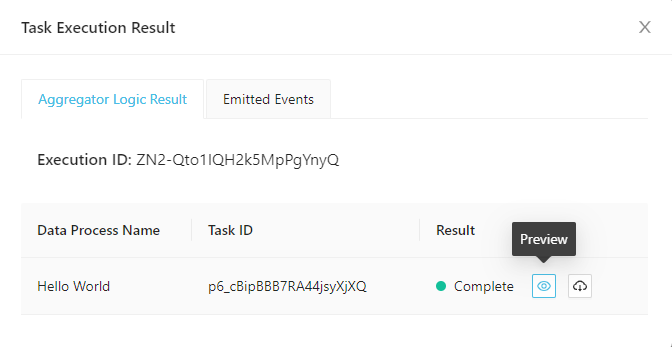 Task Execution Result
Aggregator Logic Result Emitted Events
Execution ID: ZN2-Qto1IQH2k5MpPgYnyQ
Data Process Name Task ID Result
Preview
Hello World p6_cBipBBB7RA44jsyXjXQ Complete